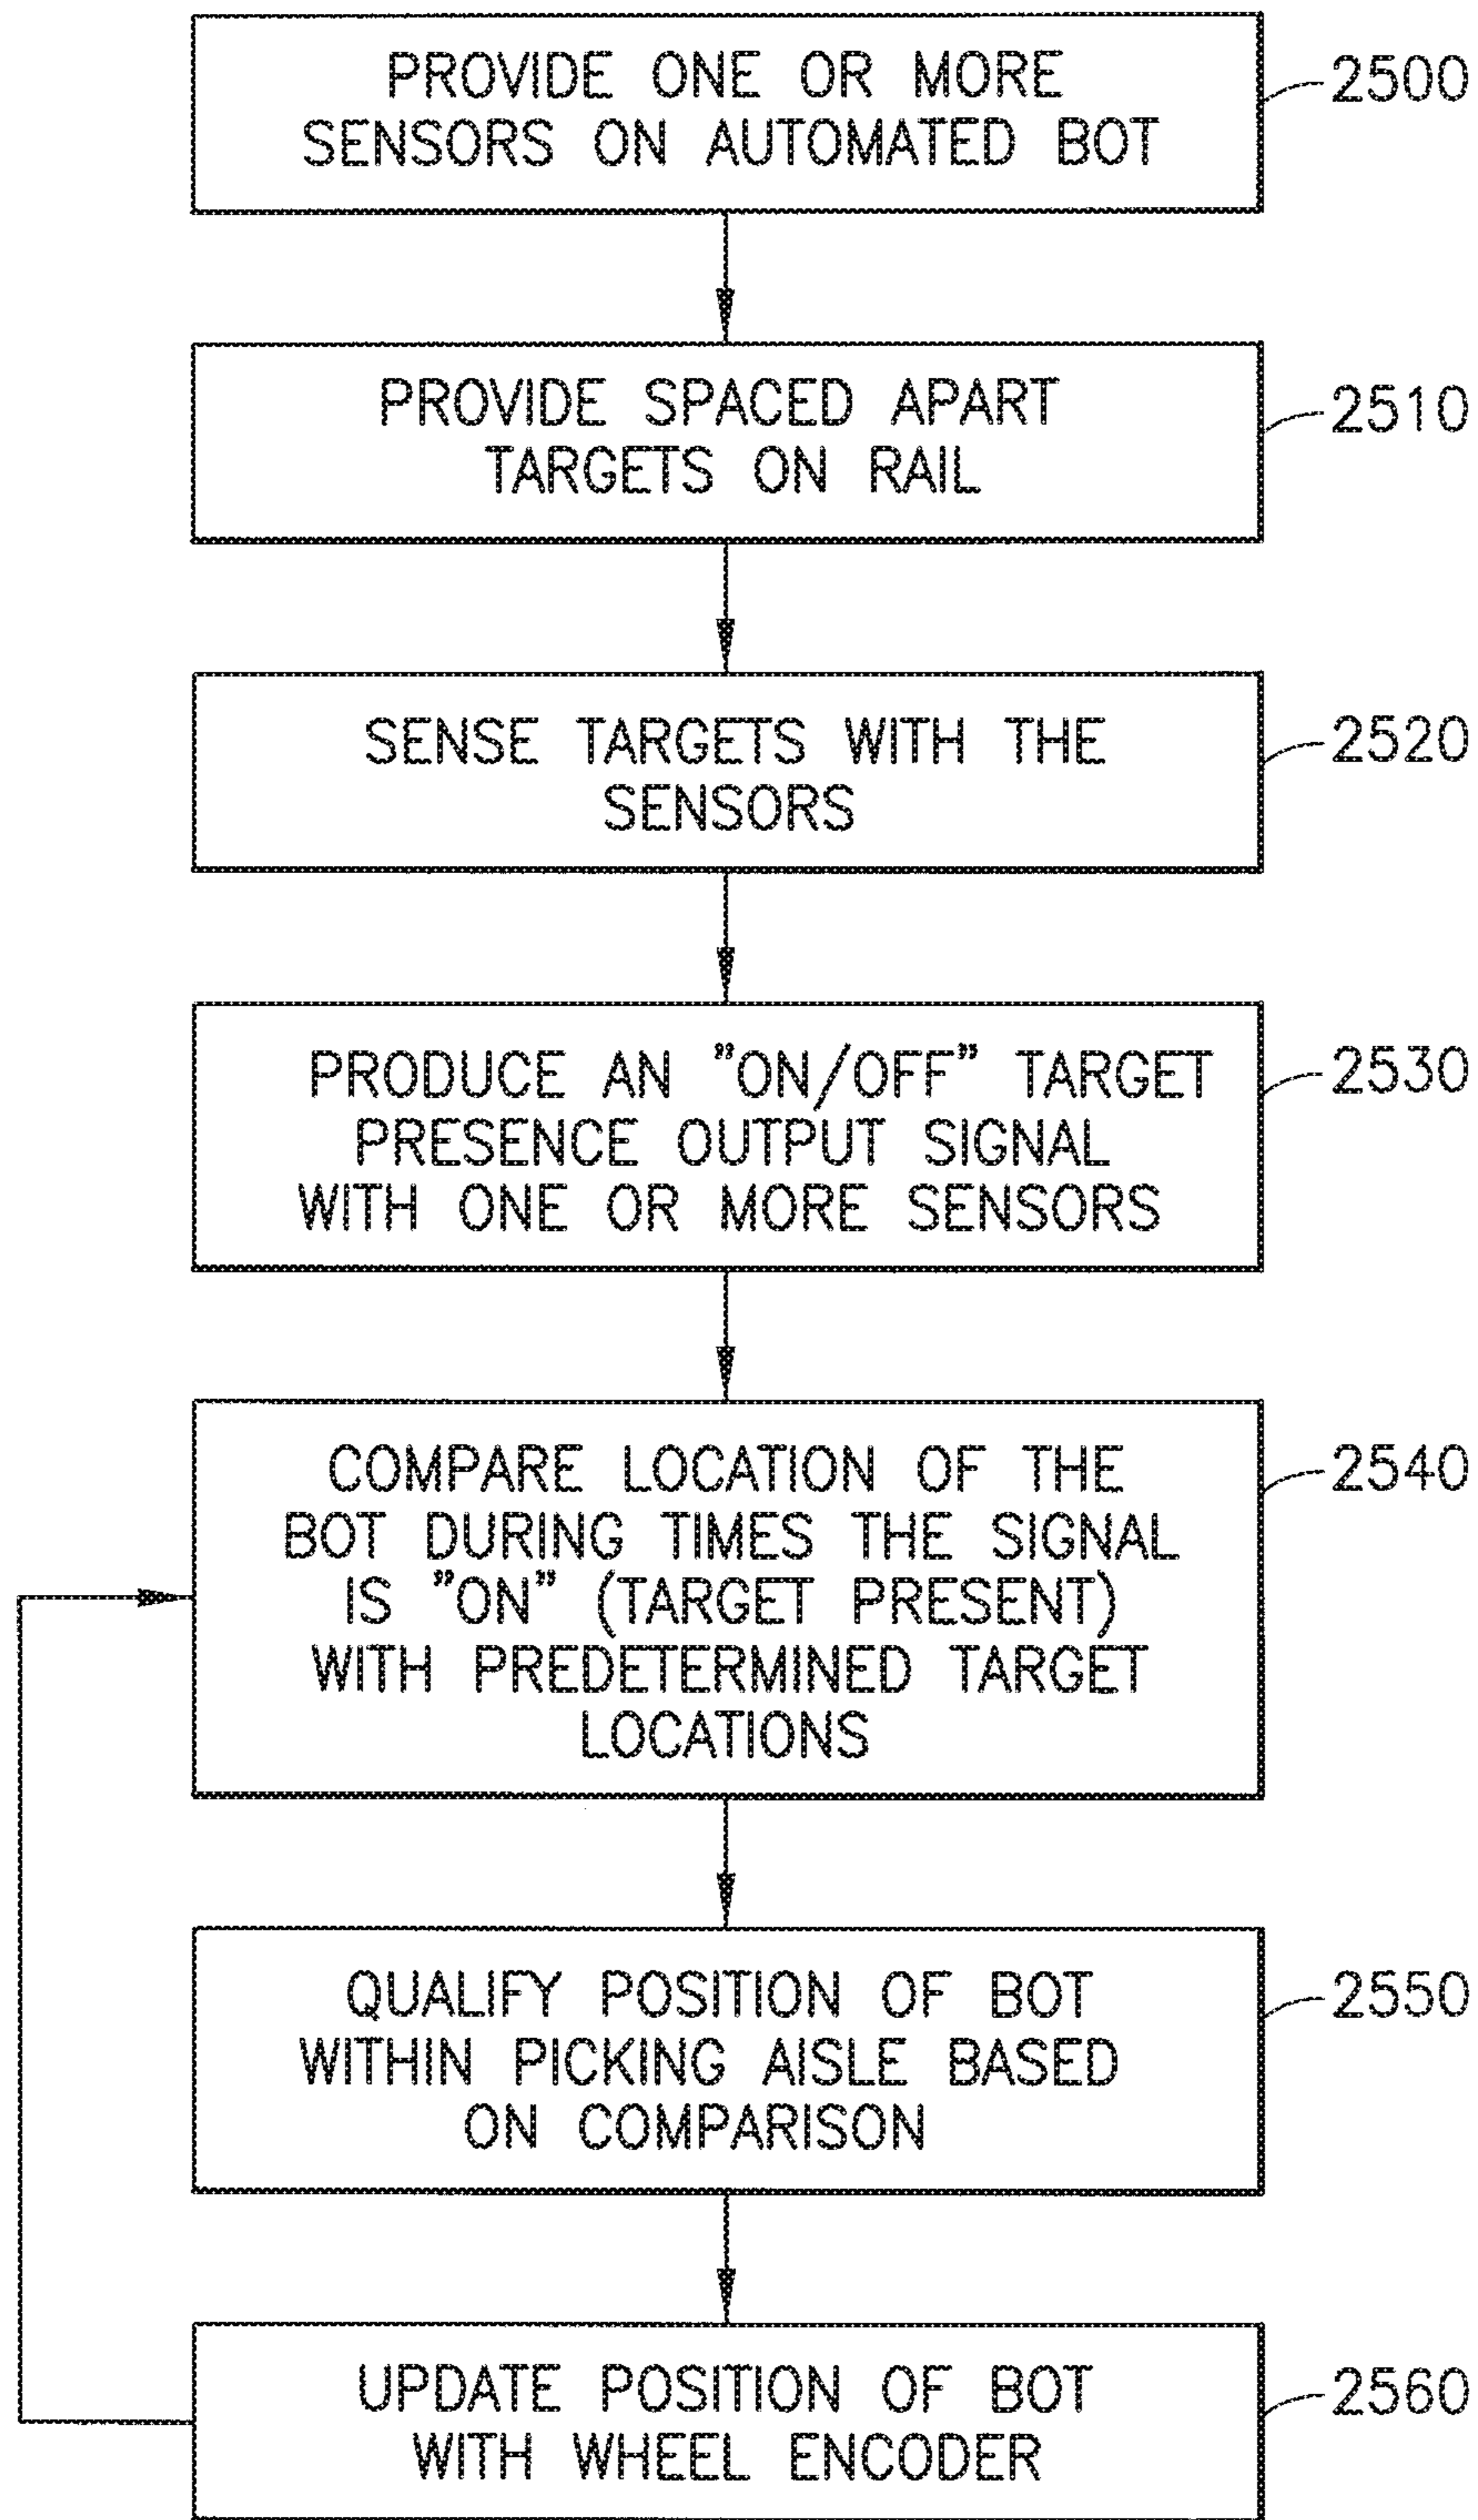 PROVIDE ONE OR MORE
SENSORS ON AUTOMATED BOT
2500
PROVIDE SPACED APART
TARGETS ON RAIL
2510
SENSE TARGETS WITH THE
SENSORS
2520
PRODUCE AN "ON/OFF" TARGET
PRESENCE OUTPUT SIGNAL
WITH ONE OR MORE SENSORS
2530
COMPARE LOCATION OF THE
BOT DURING TIMES THE SIGNAL
IS "ON" (TARGET PRESENT)
WITH PREDETERMINED TARGET
LOCATIONS
2540
QUALIFY POSITION OF BOT
WITHIN PICKING AISLE BASED
ON COMPARISON
2550
UPDATE POSITION OF BOT
WITH WHEEL ENCODER
2560